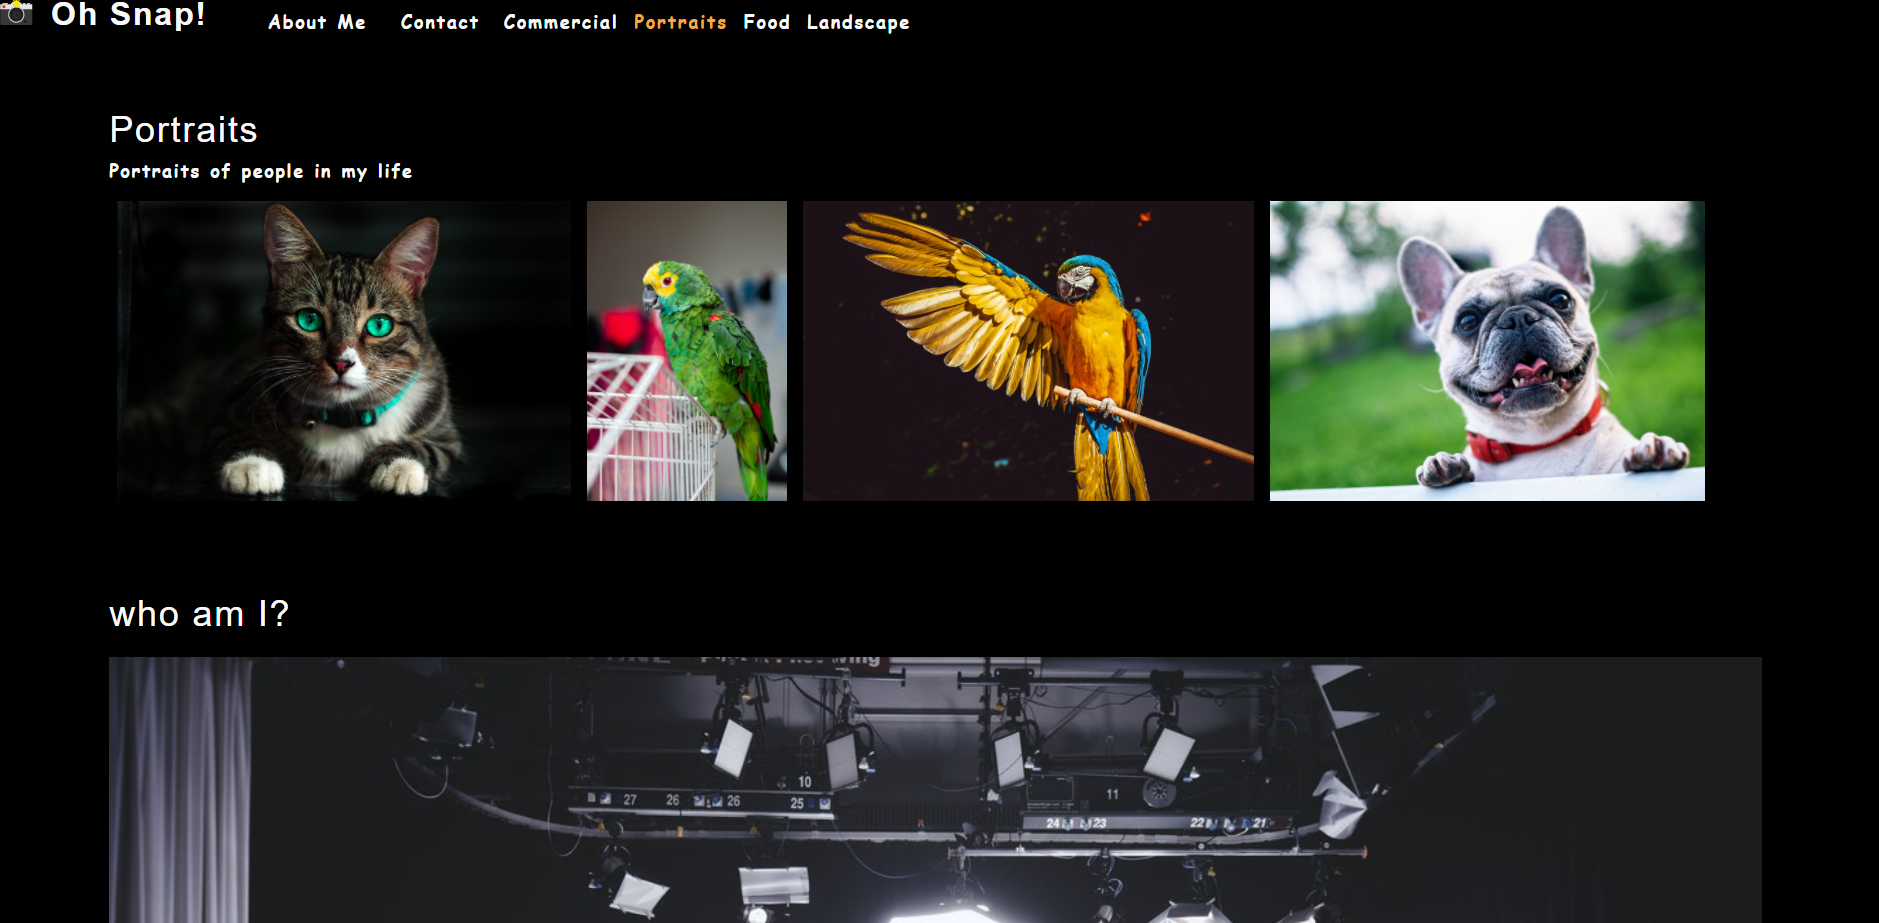 Oh Snap! About Me Contact Commercial Portraits Food Landscape
Portraits
Portraits of people in my life
who am I?
10
27 26 26 25
11
24 23 22 21